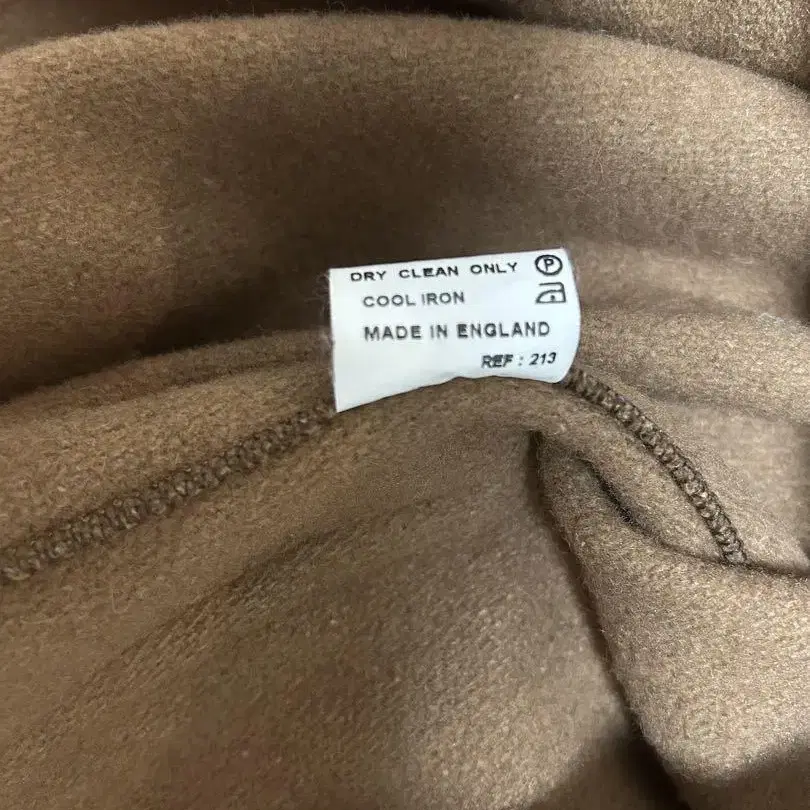 DRY CLEAN ONLY Ⓟ
COOL IRON
MADE IN ENGLAND
REF : 213